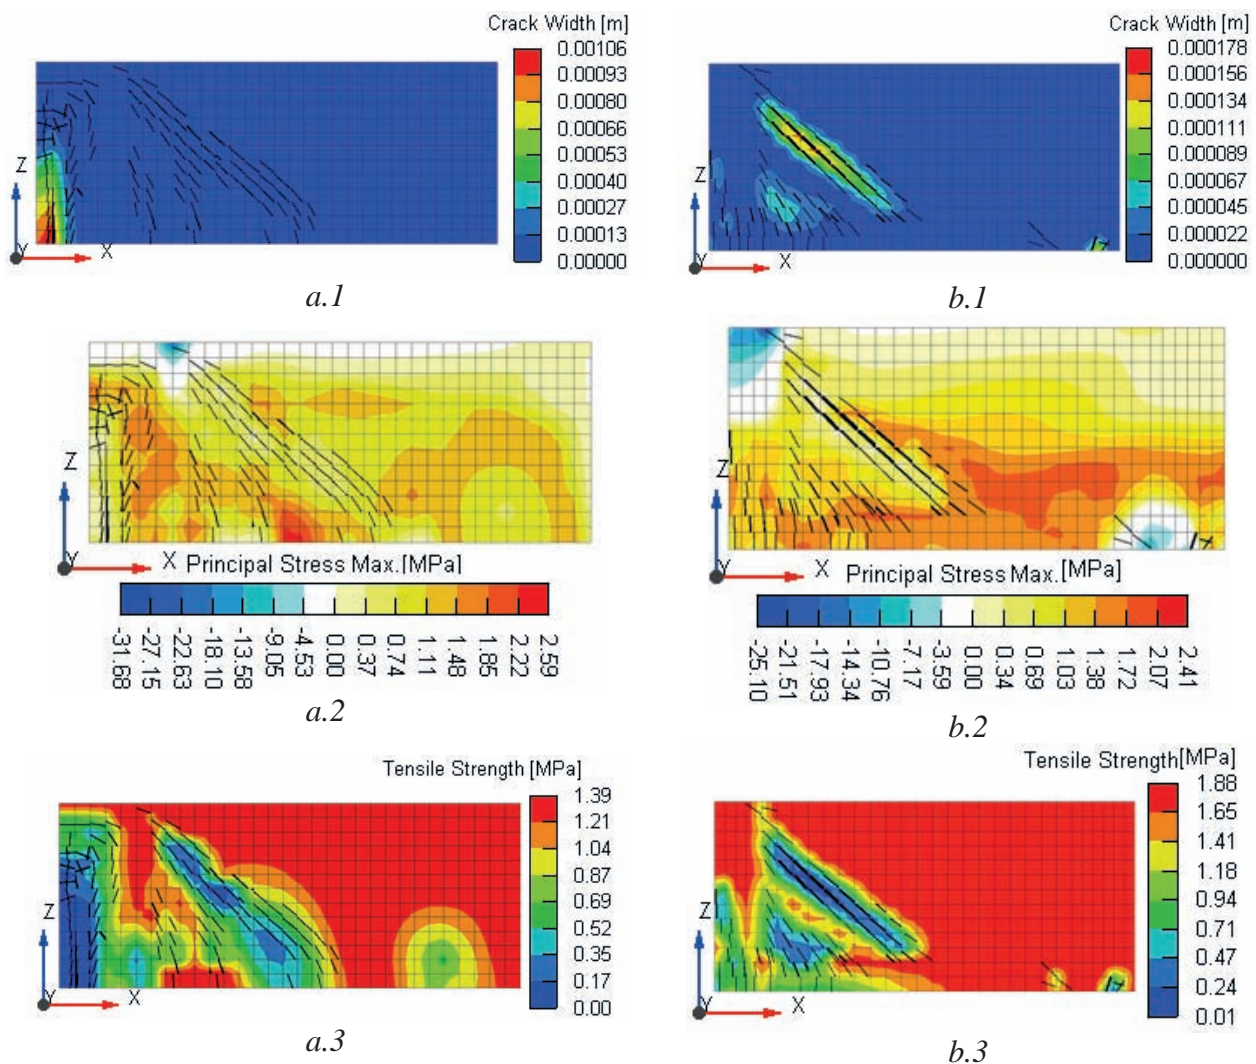 Crack Width [m]
0.00106
0.00093
0.00080
0.00066
0.00053
0.00040
0.00027
0.00013
0.00000
Z
Y
X
a.1
Crack Width [m]
0.000178
0.000156
0.000134
0.000111
0.000089
0.000067
0.000045
0.000022
0.000000
Z
Y
X
b.1
Z
Y
X
Principal Stress Max.[MPa]
-31.68
-27.15
-22.63
-18.10
-13.58
-9.05
-4.53
0.00
0.37
0.74
1.11
1.48
1.85
2.22
2.59
a.2
Z
Y
X
Principal Stress Max.[MPa]
-25.10
-21.51
-17.93
-14.34
-10.76
-7.17
-3.59
0.00
0.34
0.69
1.03
1.38
1.72
2.07
2.41
b.2
Tensile Strength [MPa]
1.39
1.21
1.04
0.87
0.69
0.52
0.35
0.17
0.00
Z
Y
X
a.3
Tensile Strength[MPa]
1.88
1.65
1.41
1.18
0.94
0.71
0.47
0.24
0.01
Z
Y
X
b.3